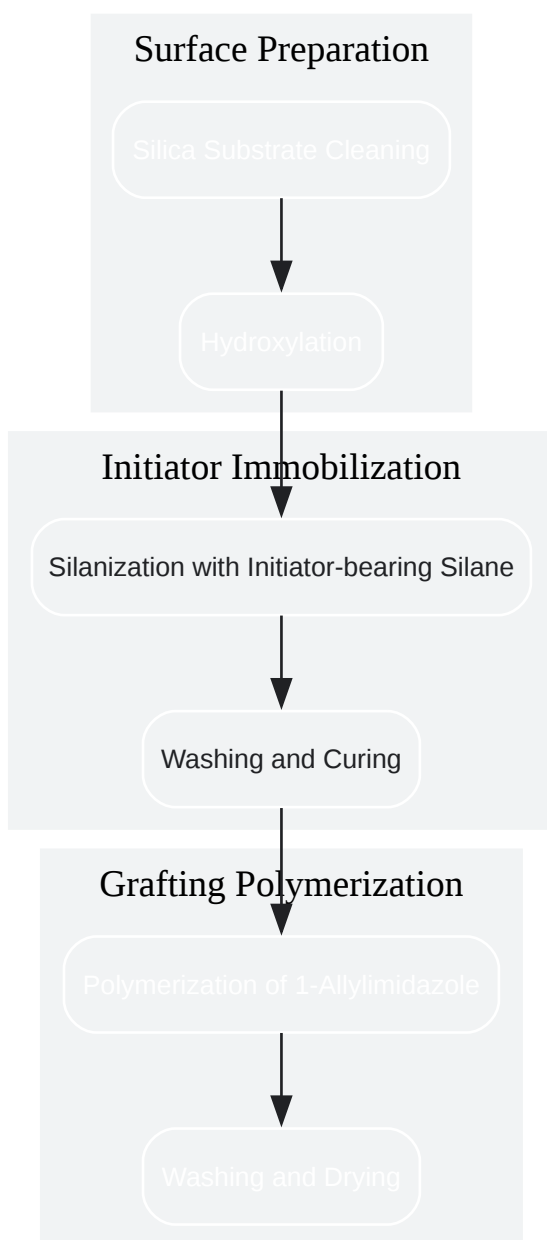 Surface Preparation
Silica Substrate Cleaning
Hydroxylation
Initiator Immobilization
Silanization with Initiator-bearing Silane
Washing and Curing
Grafting Polymerization
Polymerization of 1-Allylimidazole
Washing and Drying